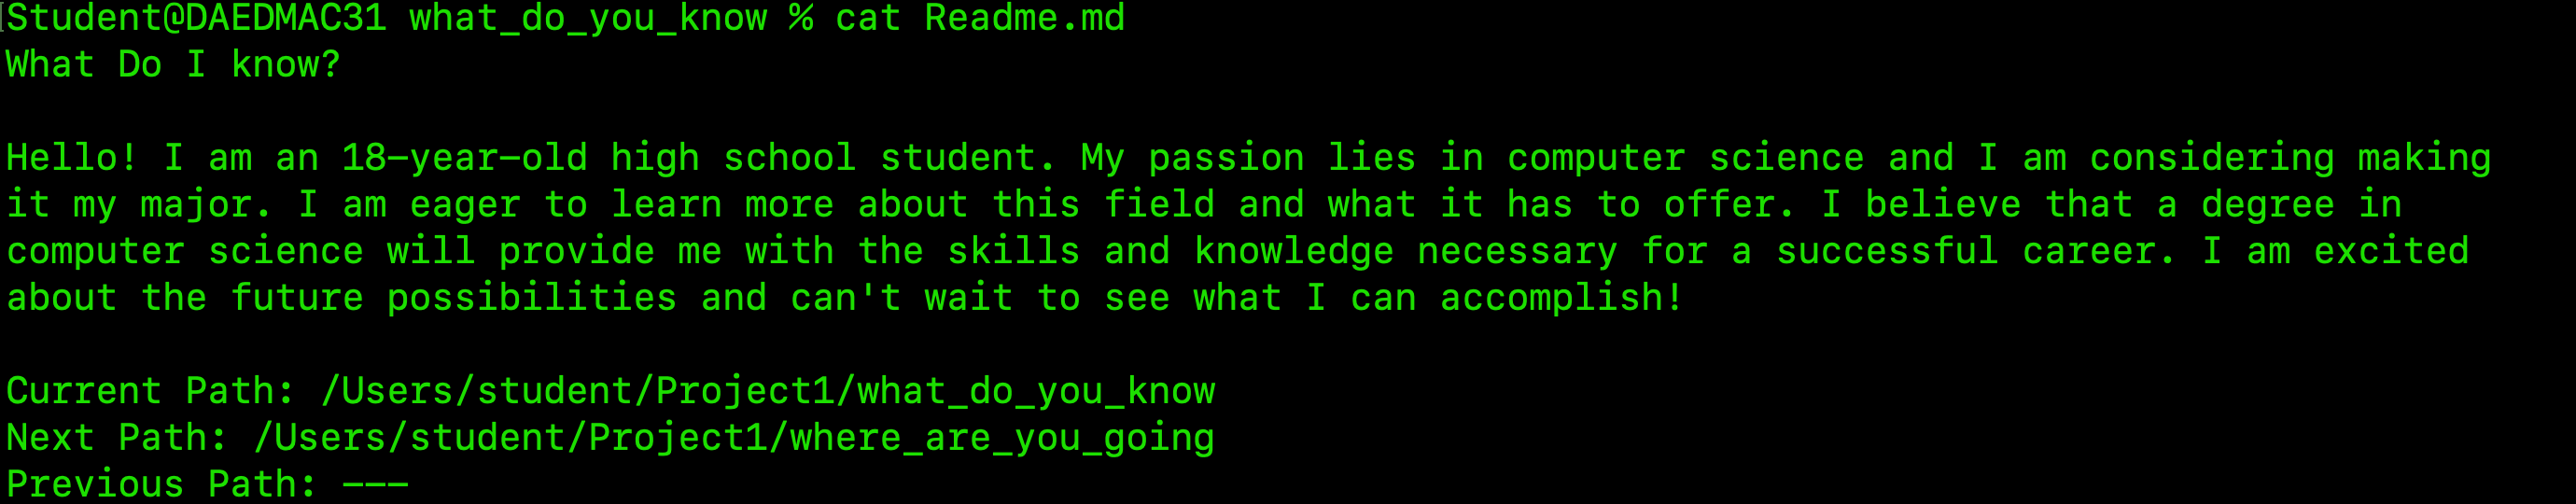 [Student@DAEDMAC31 what_do_you_know % cat Readme.md
What Do I know?
Hello! I am an 18-year-old high school student. My passion lies in computer science and I am considering making
it my major. I am eager to learn more about this field and what it has to offer. I believe that a degree in
computer science will provide me with the skills and knowledge necessary for a successful career. I am excited
about the future possibilities and can't wait to see what I can accomplish!
Current Path: /Users/student/Project1/what_do_you_know
Next Path: /Users/student/Project1/where_are_you_going
Previous Path: ---